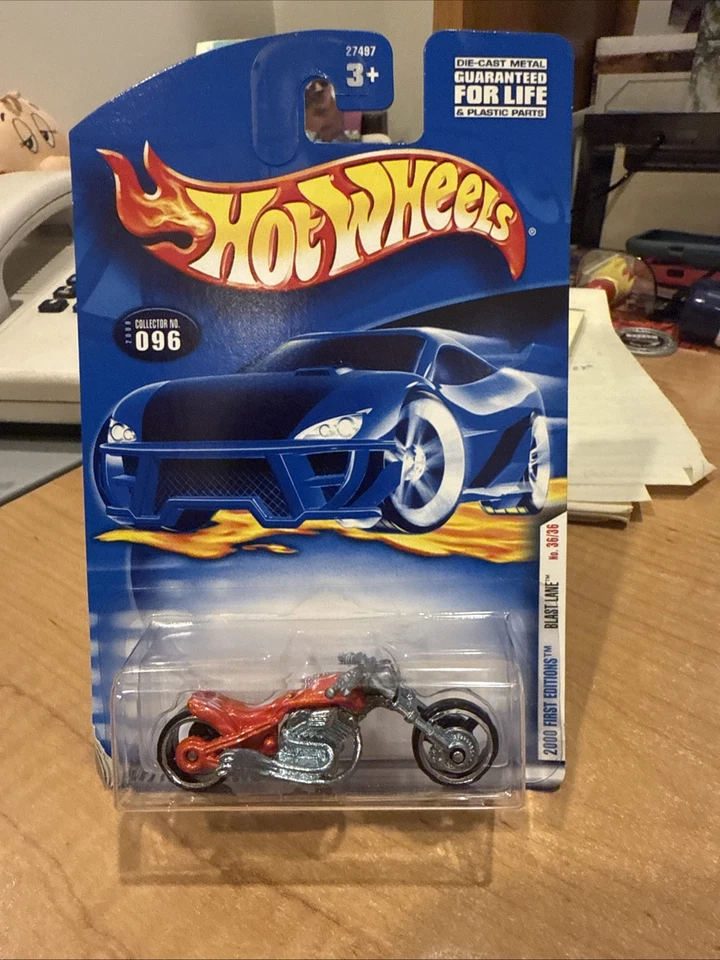 27497
3+
DIE-CAST METAL
GUARANTEED
FOR LIFE
& PLASTIC PARTS
HOT WHEELS®
2000
COLLECTOR NO.
096
2000 FIRST EDITIONS™ BLAST LANE™ No. 36/36